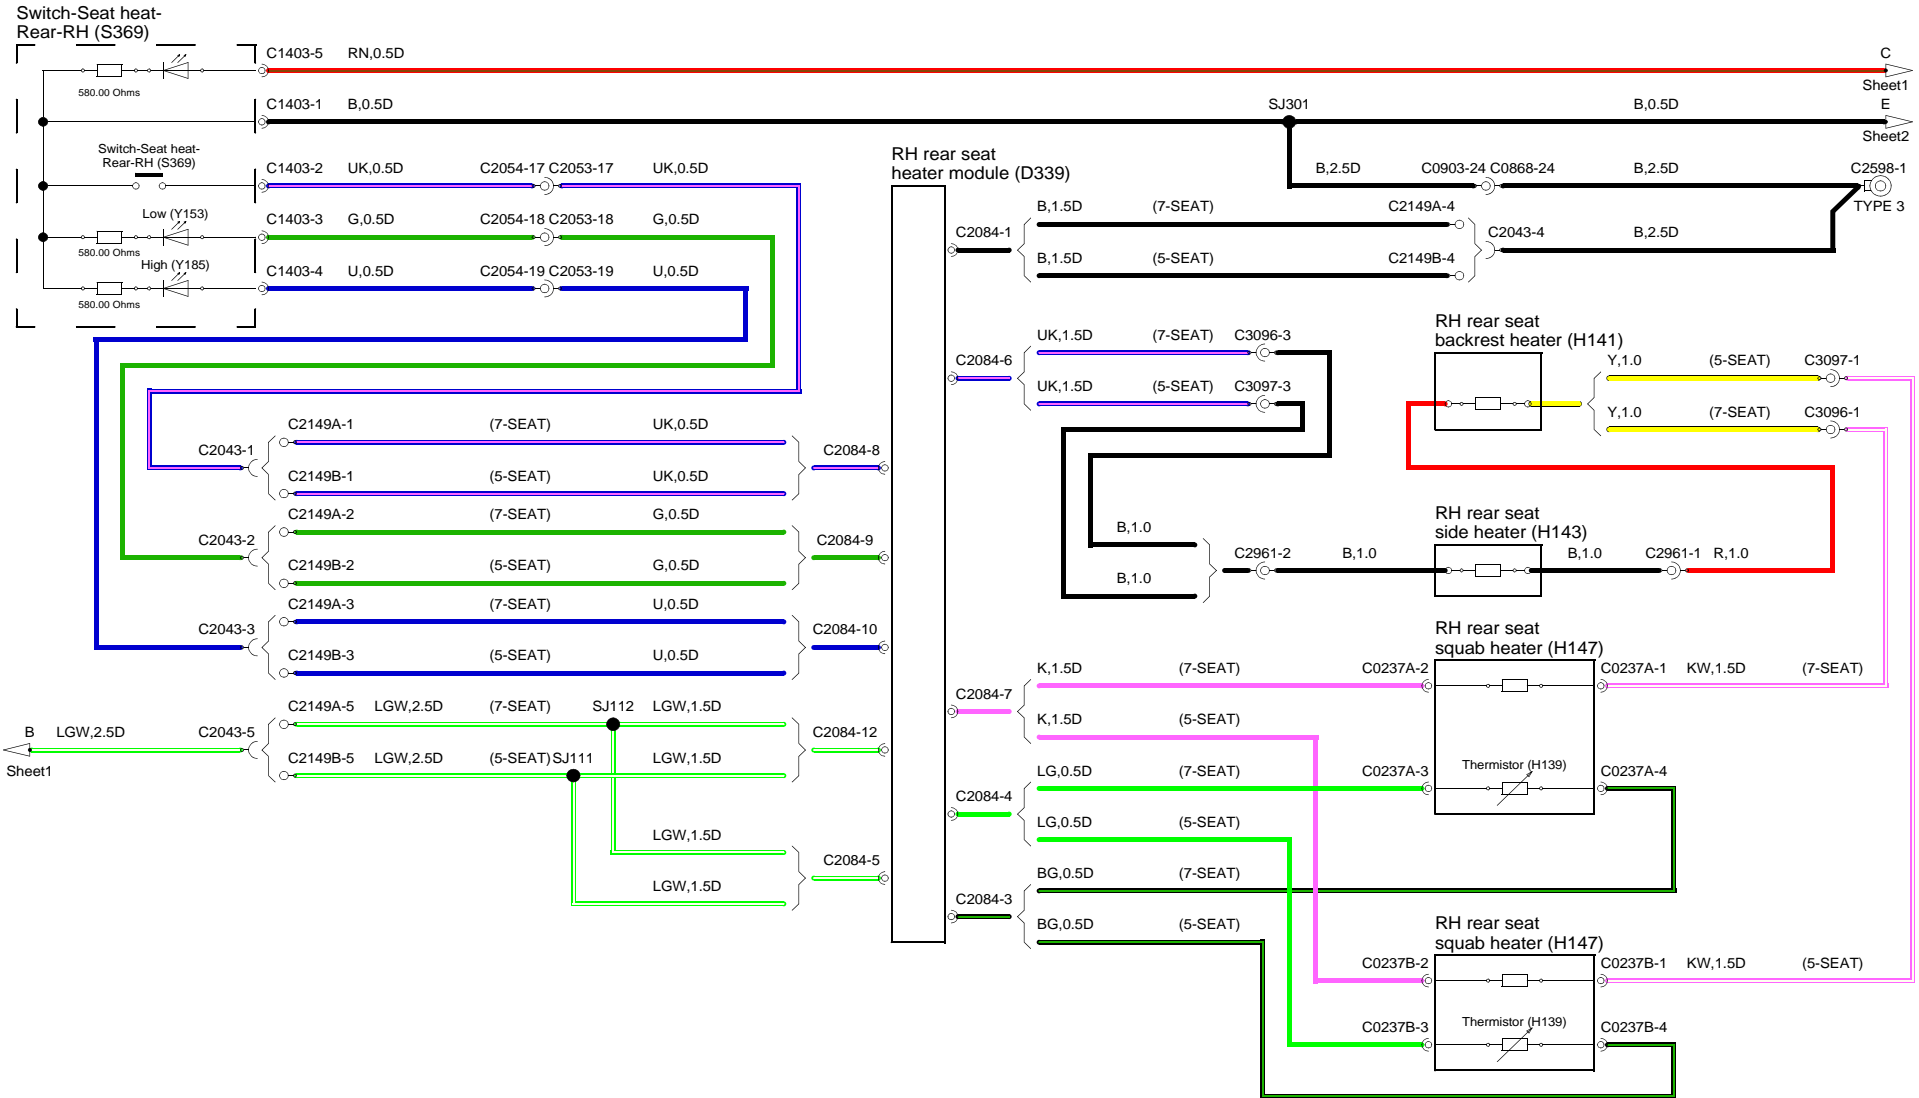 Switch-Seat heat-
Rear-RH (S369)
C1403-5 RN,0.5D
580.00 Ohms
C
Sheet1
C1403-1 B,0.5D
SJ301
B,0.5D
E
Sheet2
Switch-Seat heat-
Rear-RH (S369)
C1403-2 UK,0.5D C2054-17 C2053-17 UK,0.5D
RH rear seat
heater module (D339)
B,2.5D C0903-24 C0868-24 B,2.5D C2598-1
TYPE 3
Low (Y153)
C1403-3 G,0.5D C2054-18 C2053-18 G,0.5D
580.00 Ohms
High (Y185)
C1403-4 U,0.5D C2054-19 C2053-19 U,0.5D
580.00 Ohms
C2084-1
B,1.5D (7-SEAT) C2149A-4
B,1.5D (5-SEAT) C2149B-4
C2043-4 B,2.5D
C2084-6
UK,1.5D (7-SEAT) C3096-3
UK,1.5D (5-SEAT) C3097-3
RH rear seat
backrest heater (H141)
Y,1.0 (5-SEAT) C3097-1
Y,1.0 (7-SEAT) C3096-1
C2043-1
C2149A-1 (7-SEAT) UK,0.5D
C2149B-1 (5-SEAT) UK,0.5D
C2084-8
C2043-2
C2149A-2 (7-SEAT) G,0.5D
C2149B-2 (5-SEAT) G,0.5D
C2084-9
B,1.0
B,1.0
C2961-2 B,1.0
RH rear seat
side heater (H143)
B,1.0 C2961-1 R,1.0
C2043-3
C2149A-3 (7-SEAT) U,0.5D
C2149B-3 (5-SEAT) U,0.5D
C2084-10
B
Sheet1
LGW,2.5D C2043-5
C2149A-5 LGW,2.5D (7-SEAT) SJ112 LGW,1.5D
C2149B-5 LGW,2.5D (5-SEAT) SJ111 LGW,1.5D
C2084-12
LGW,1.5D
LGW,1.5D
C2084-5
C2084-7
K,1.5D (7-SEAT) C0237A-2
K,1.5D (5-SEAT)
RH rear seat
squab heater (H147)
C0237A-1 KW,1.5D (7-SEAT)
C2084-4
LG,0.5D (7-SEAT) C0237A-3
Thermistor (H139)
C0237A-4
LG,0.5D (5-SEAT)
C2084-3
BG,0.5D (7-SEAT)
BG,0.5D (5-SEAT)
RH rear seat
squab heater (H147)
C0237B-2
C0237B-1 KW,1.5D (5-SEAT)
C0237B-3
Thermistor (H139)
C0237B-4